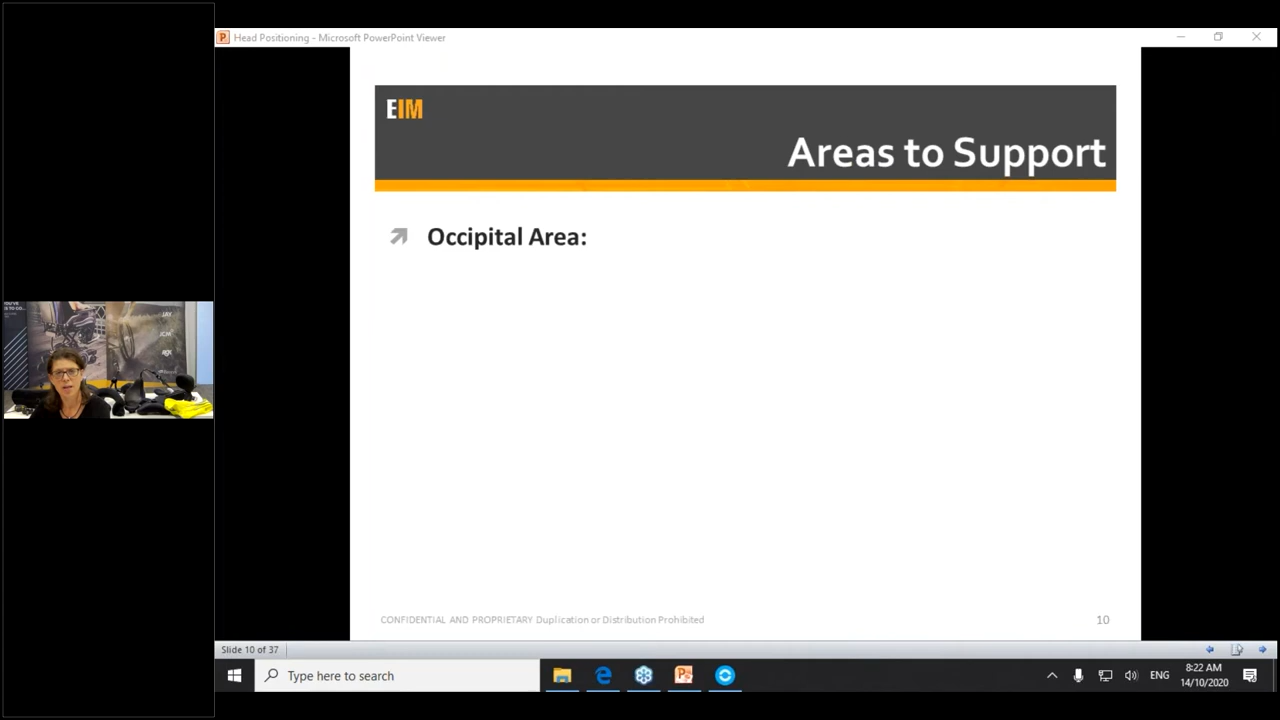 Head Positioning - Microsoft PowerPoint Viewer
EIM
Areas to Support
Occipital Area:
CONFIDENTIAL AND PROPRIETARY Duplication or Distribution Prohibited
10
Slide 10 of 37
Type here to search
ENG
8:22 AM
14/10/2020
JAY